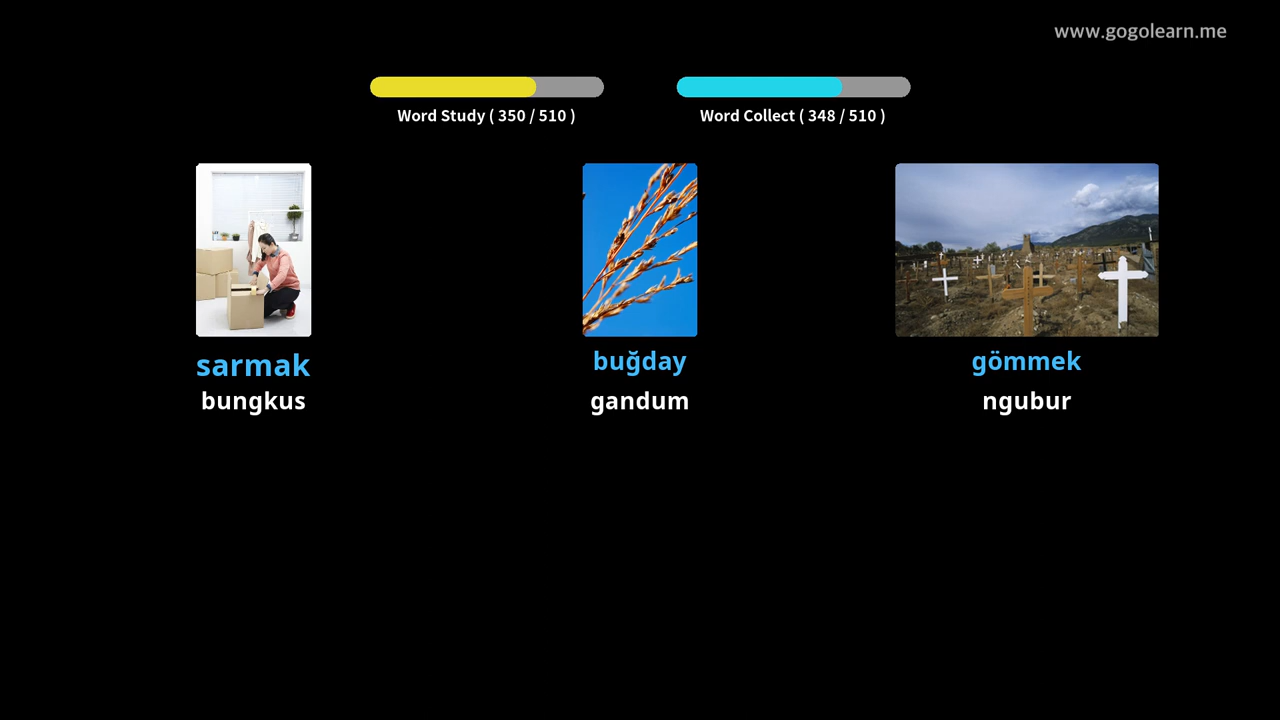 www.gogolearn.me
Word Study ( 350 / 510 )
Word Collect ( 348 / 510 )
sarmak
bungkus
buğday
gandum
gömmek
ngubur